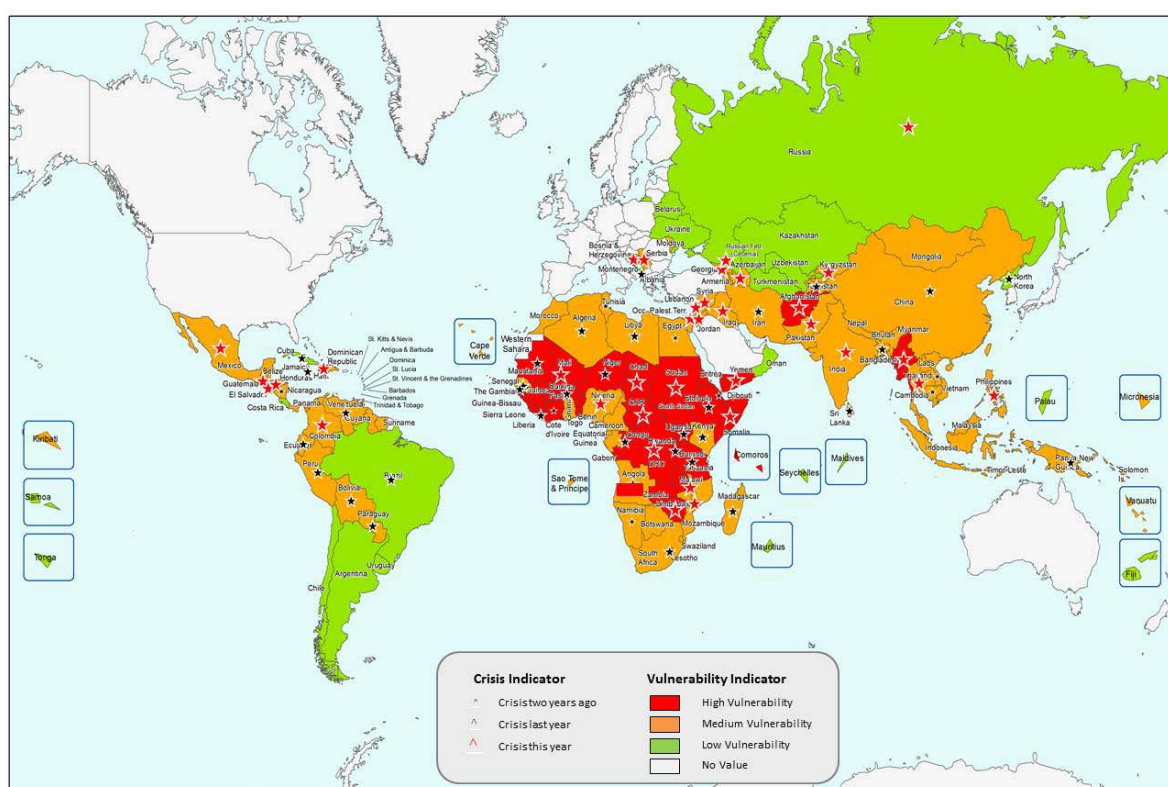 Russia
Belarus
Ukraine
Kazakhstan
Moldova
Bosnia &
Herzegovina
Serbia
Montenegro
Albania
Russian Fed
Georgia
Azerbaijan
Armenia
Uzbekistan
Turkmenistan
Kyrgyzstan
Mongolia
North
Korea
China
Afghanistan
Syria
Lebanon
Occ. Palest.Terr
Jordan
Iraq
Iran
Pakistan
Nepal
Bhutan
Bangladesh
India
Myanmar
Laos
Vietnam
Cambodia
Philippines
Sri
Lanka
Malaysia
Indonesia
Timor-Leste
Papua New
Guinea
Solomon
Is.
Micronesia
Palau
Vanuatu
Fiji
Maldives
Seychelles
Comoros
Mauritius
Madagascar
Oman
Yemen
Tunisia
Morocco
Algeria
Libya
Egypt
Western
Sahara
Cape
Verde
Mauritania
Mali
Niger
Chad
Sudan
South Sudan
Eritrea
Djibouti
Ethiopia
Somalia
Senegal
The Gambia
Guinea-Bissau
Sierra Leone
Liberia
Cote
d'Ivoire
Togo
Benin
Nigeria
Cameroon
Equatorial
Guinea
Gabon
Congo
CAR
DRC
Uganda
Kenya
Rwanda
Sao Tome
& Principe
Angola
Zambia
Namibia
Botswana
Mozambique
Swaziland
Lesotho
South
Africa
Mexico
Cuba
Jamaica
Belize
Honduras
Guatemala
El Salvador
Nicaragua
Costa Rica
Panama
Dominican
Republic
St. Kitts & Nevis
Antigua & Barbuda
Dominica
St. Lucia
St. Vincent & the Grenadines
Barbados
Grenada
Trinidad & Tobago
Venezuela
Guyana
Suriname
Colombia
Ecuador
Peru
Brazil
Bolivia
Paraguay
Uruguay
Argentina
Chile
Kiribati
Samoa
Tonga
Crisis Indicator
Crisis two years ago
Crisis last year
Crisis this year
Vulnerability Indicator
High Vulnerability
Medium Vulnerability
Low Vulnerability
No Value